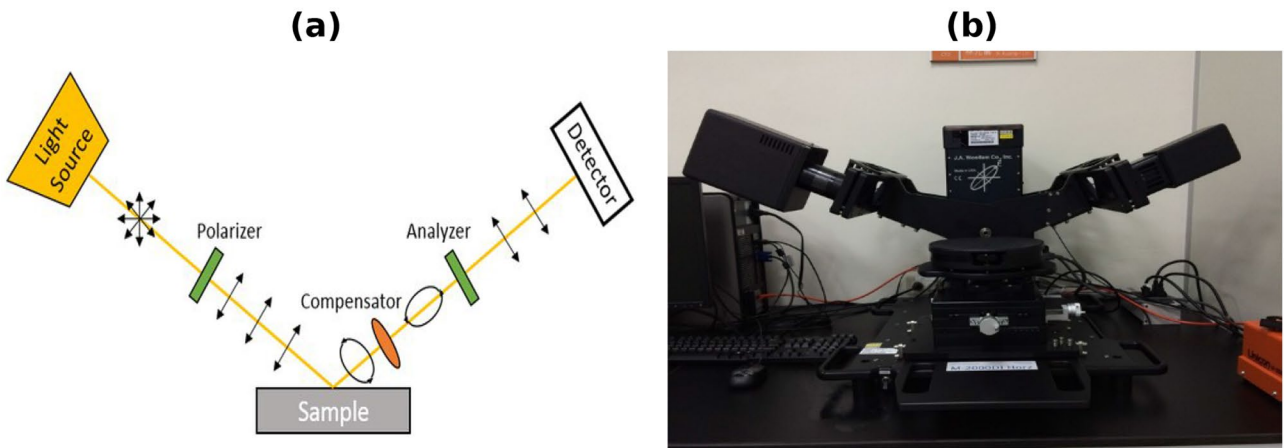 (a)
(b)
Light
Source
Polarizer
Compensator
Analyzer
Detector
Sample
J.A. Woollam Co., Inc.